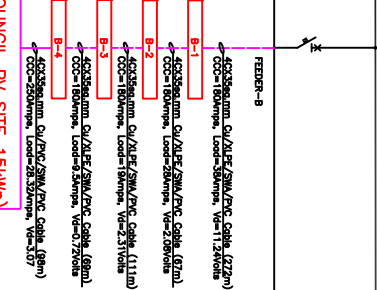 FEEDER-B
4CX35sq.mm Cu/XLPE/SWA/PVC Cable (272m)
CCC=180Amps, Load=38Amps, Vd=11.24Volts
B-1
4CX35sq.mm Cu/XLPE/SWA/PVC Cable (67m)
CCC=180Amps, Load=28Amps, Vd=2.08Volts
B-2
4CX35sq.mm Cu/XLPE/SWA/PVC Cable (111m)
CCC=180Amps, Load=19Amps, Vd=2.31Volts
B-3
4CX35sq.mm Cu/XLPE/SWA/PVC Cable (69m)
CCC=180Amps, Load=9.5Amps, Vd=0.72Volts
B-4
4CX35sq.mm Cu/PVC/SWA/PVC Cable (98m)
CCC=250Amps, Load=28.32Amps, Vd=3.07
PV SITE